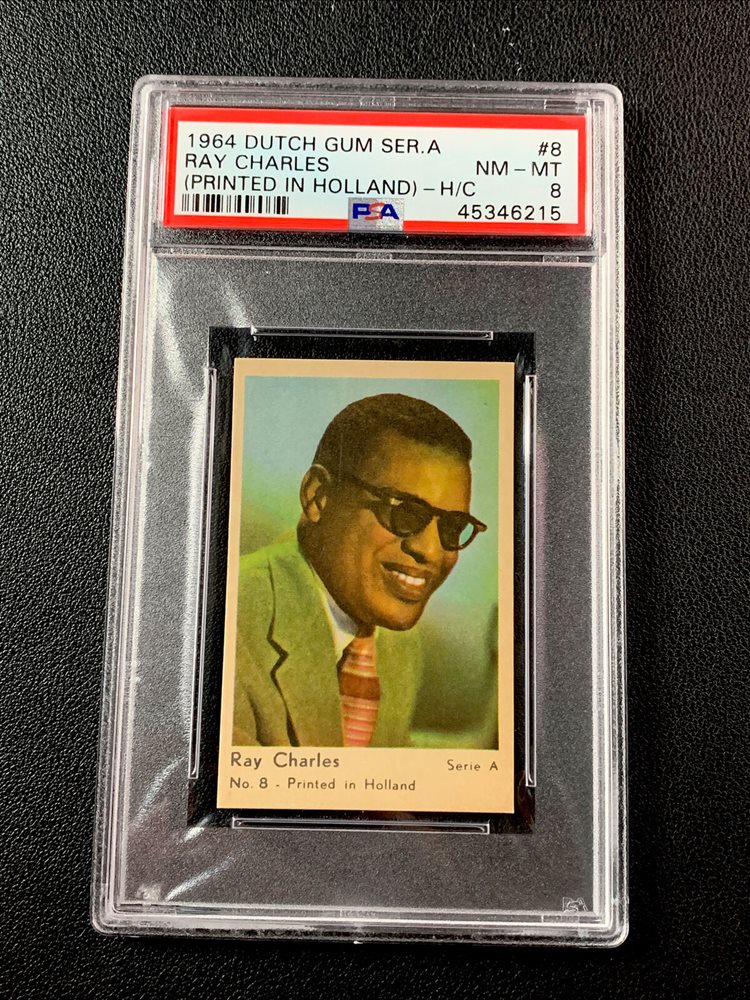 1964 DUTCH GUM SER.A #8
RAY CHARLES NM - MT
(PRINTED IN HOLLAND) - H/C 8
PSA 45346215
Ray Charles Serie A
No. 8 - Printed in Holland
PSA